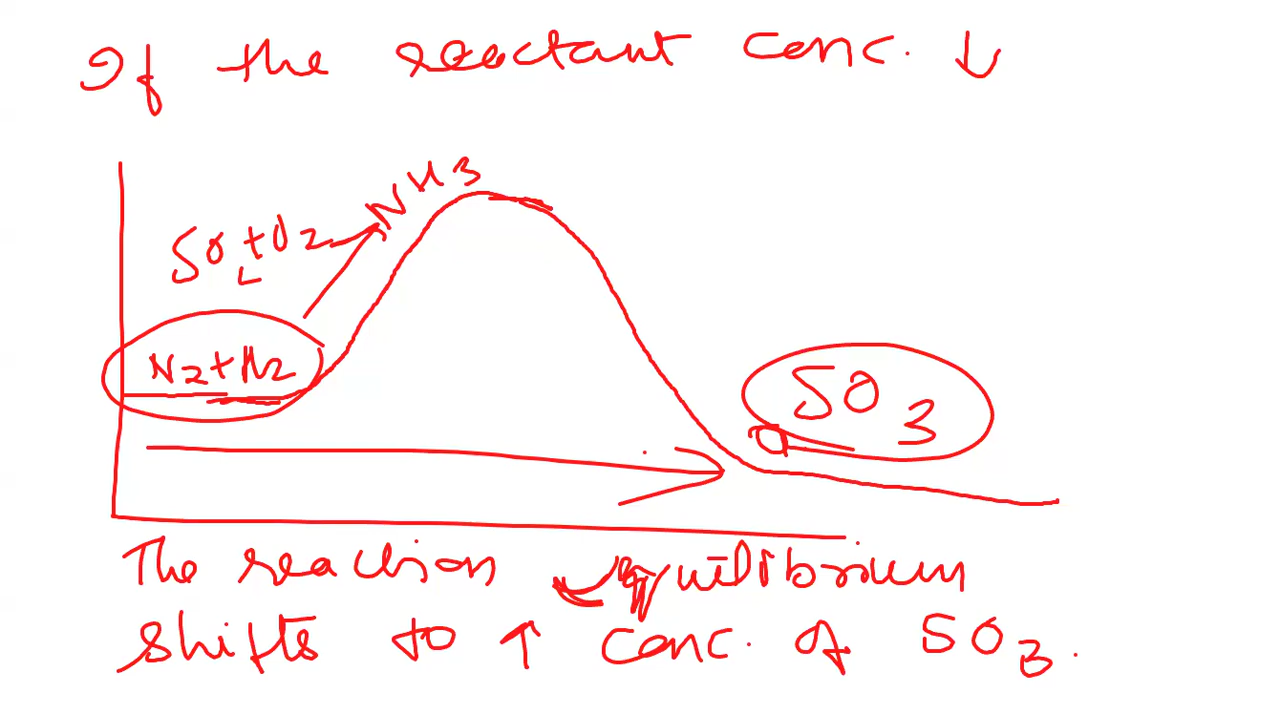 If the reactant conc. ↓
NH3
SO2+O2
N2+H2
SO3
The reaction equilibrium
shifts to ↑ conc. of SO3.